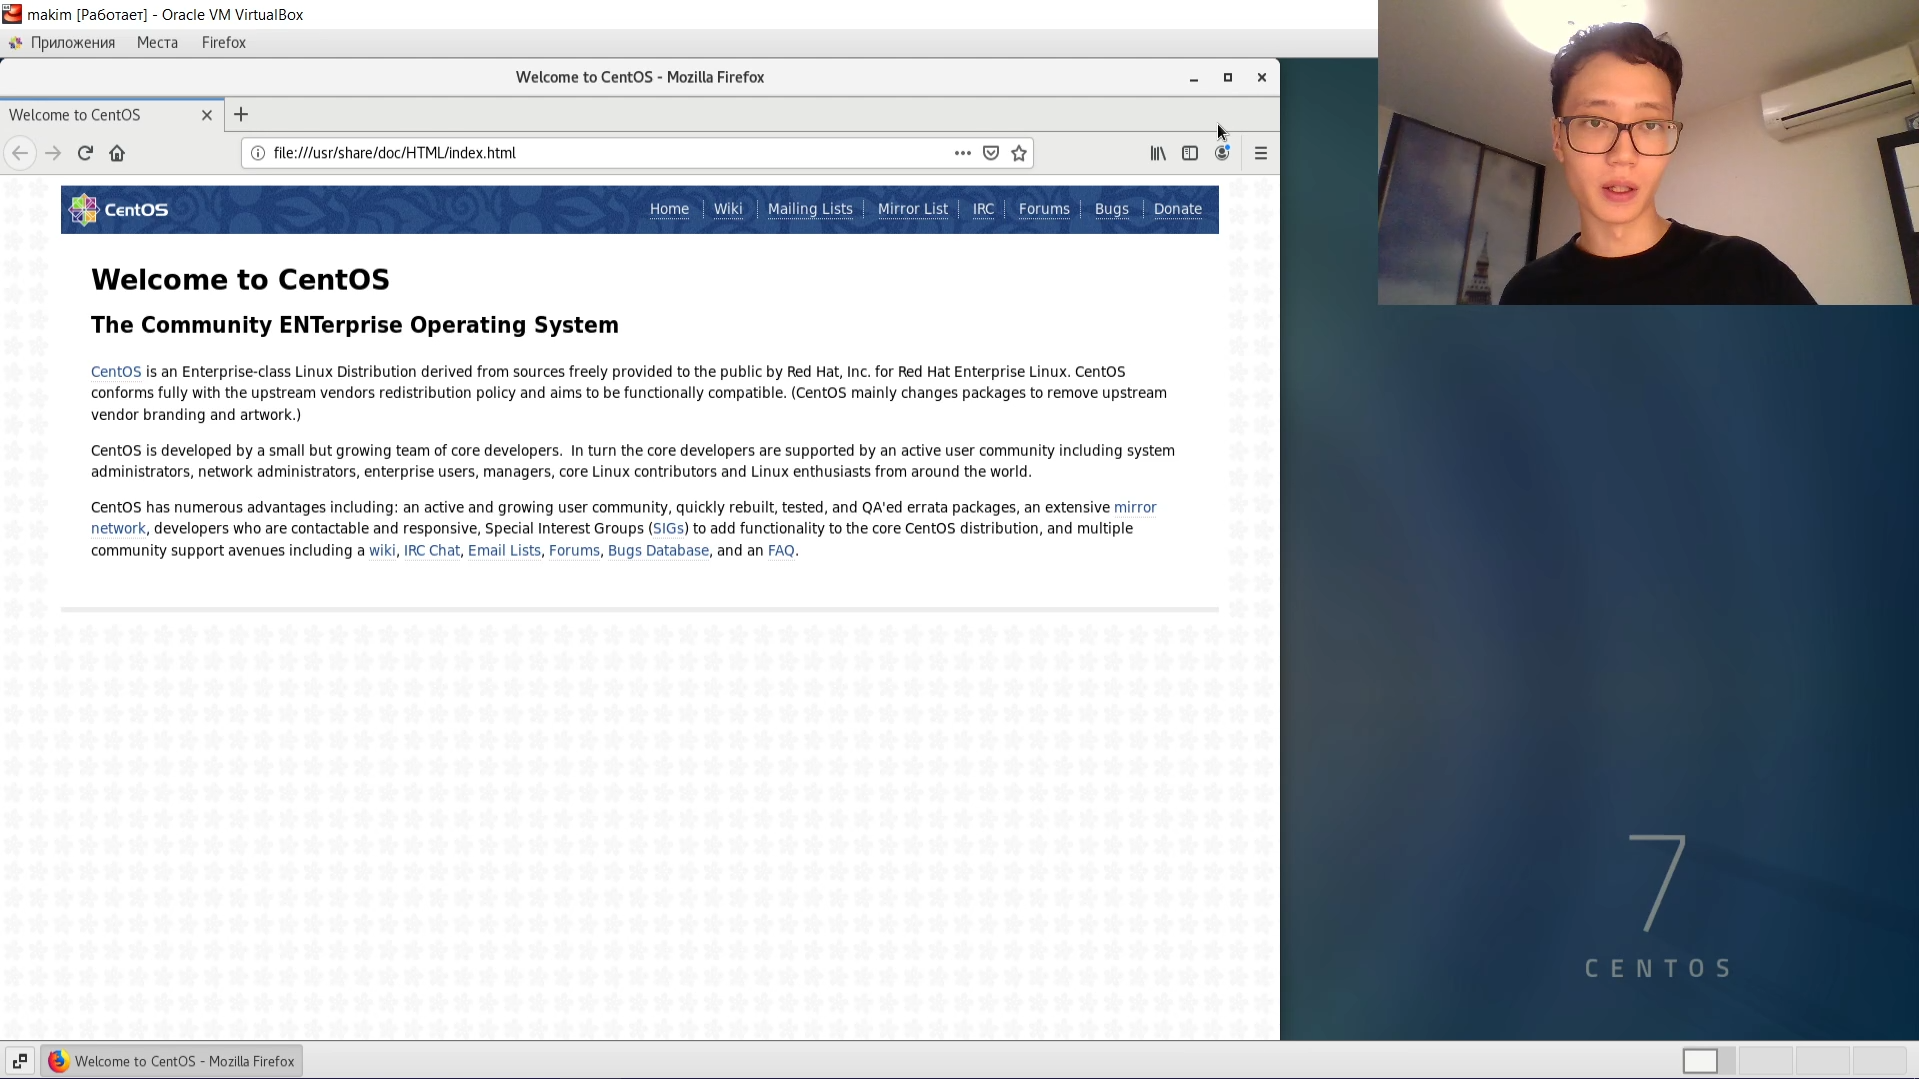 makim [Работает] - Oracle VM VirtualBox
Приложения Места Firefox
Welcome to CentOS - Mozilla Firefox
Welcome to CentOS
file:///usr/share/doc/HTML/index.html
CentOS Home Wiki Mailing Lists Mirror List IRC Forums Bugs Donate
Welcome to CentOS
The Community ENTerprise Operating System
CentOS is an Enterprise-class Linux Distribution derived from sources freely provided to the public by Red Hat, Inc. for Red Hat Enterprise Linux. CentOS
conforms fully with the upstream vendors redistribution policy and aims to be functionally compatible. (CentOS mainly changes packages to remove upstream
vendor branding and artwork.)
CentOS is developed by a small but growing team of core developers.  In turn the core developers are supported by an active user community including system
administrators, network administrators, enterprise users, managers, core Linux contributors and Linux enthusiasts from around the world.
CentOS has numerous advantages including: an active and growing user community, quickly rebuilt, tested, and QA'ed errata packages, an extensive mirror
network, developers who are contactable and responsive, Special Interest Groups (SIGs) to add functionality to the core CentOS distribution, and multiple
community support avenues including a wiki, IRC Chat, Email Lists, Forums, Bugs Database, and an FAQ.
7
CENTOS
Welcome to CentOS - Mozilla Firefox